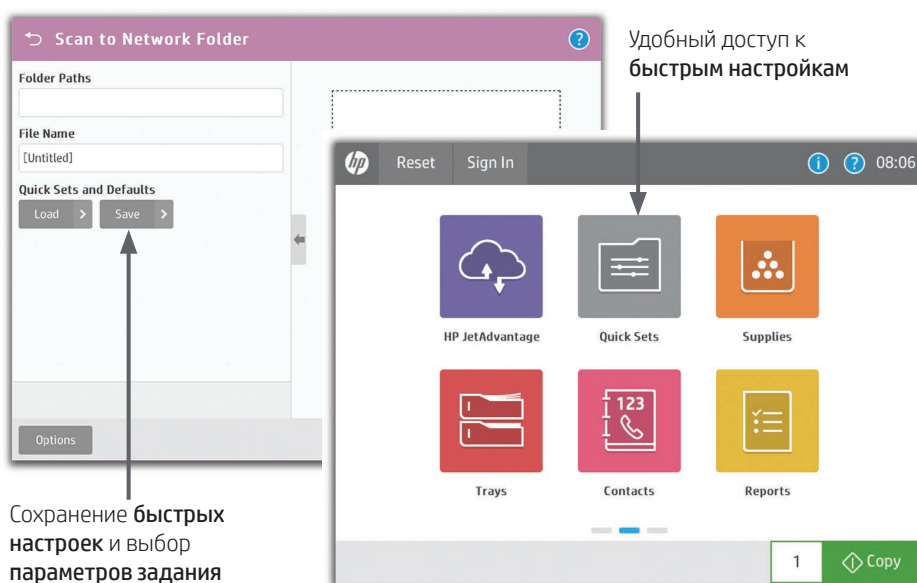 Scan to Network Folder
?
Folder Paths
File Name
[Untitled]
Quick Sets and Defaults
Load >
Save >
Options
Сохранение быстрых
настроек и выбор
параметров задания
Удобный доступ к
быстрым настройкам
hp
Reset
Sign In
i
?
08:06
HP JetAdvantage
Quick Sets
Supplies
123
Trays
Contacts
Reports
1
Copy